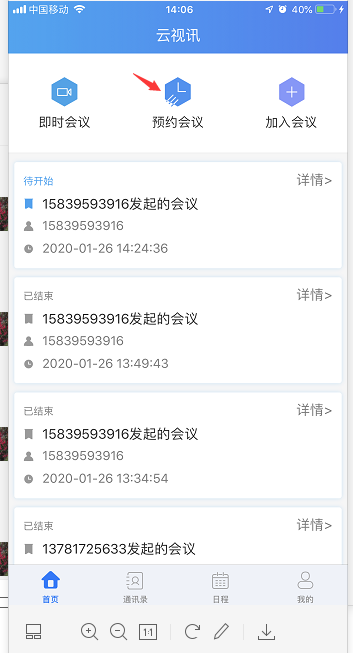 中国移动 14:06 40%
云视讯
即时会议 预约会议 加入会议
待开始 详情>
15839593916发起的会议
15839593916
2020-01-26 14:24:36
已结束 详情>
15839593916发起的会议
15839593916
2020-01-26 13:49:43
已结束 详情>
15839593916发起的会议
15839593916
2020-01-26 13:34:54
已结束 详情>
13781725633发起的会议
首页 通讯录 日程 我的
1:1